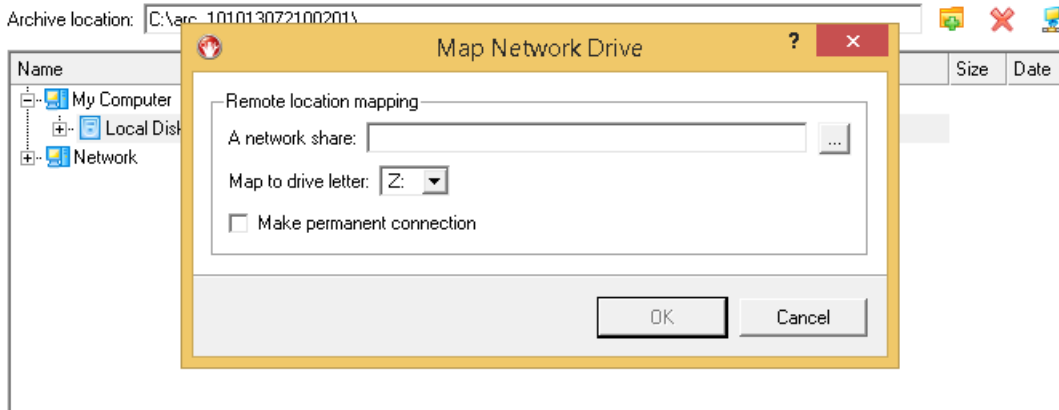 Archive location: C:\arc_101013072100201\
Map Network Drive ? ×
Name Size Date
My Computer
Local Disk
Network
Remote location mapping
A network share: ...
Map to drive letter: Z:
Make permanent connection
OK Cancel